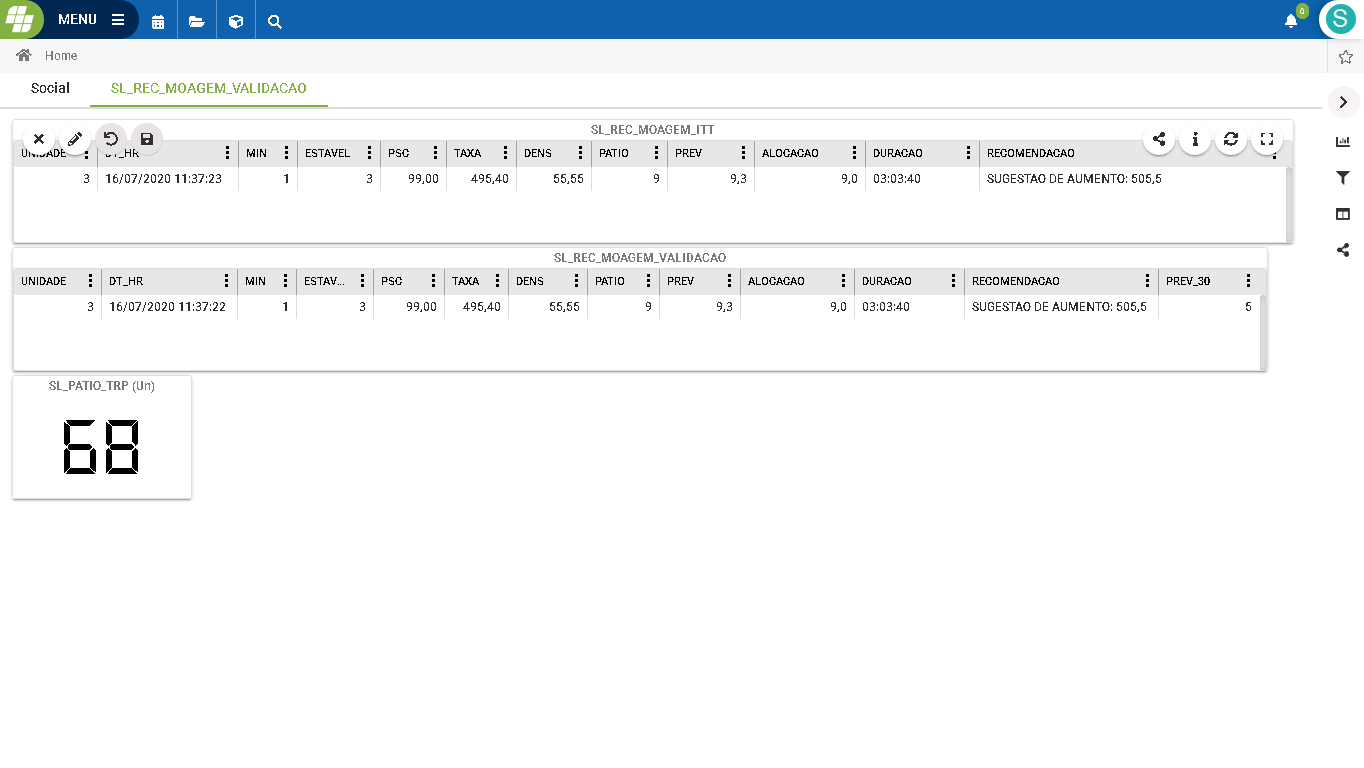 MENU
0
S
Home
Social SL_REC_MOAGEM_VALIDACAO
SL_REC_MOAGEM_ITT
UNIDADE DT_HR MIN ESTAVEL PSC TAXA DENS PATIO PREV ALOCACAO DURACAO RECOMENDACAO
3 16/07/2020 11:37:23 1 3 99,00 495,40 55,55 9 9,3 9,0 03:03:40 SUGESTAO DE AUMENTO: 505,5
SL_REC_MOAGEM_VALIDACAO
UNIDADE DT_HR MIN ESTAV... PSC TAXA DENS PATIO PREV ALOCACAO DURACAO RECOMENDACAO PREV_30
3 16/07/2020 11:37:22 1 3 99,00 495,40 55,55 9 9,3 9,0 03:03:40 SUGESTAO DE AUMENTO: 505,5 5
SL_PATIO_TRP (Un)
68